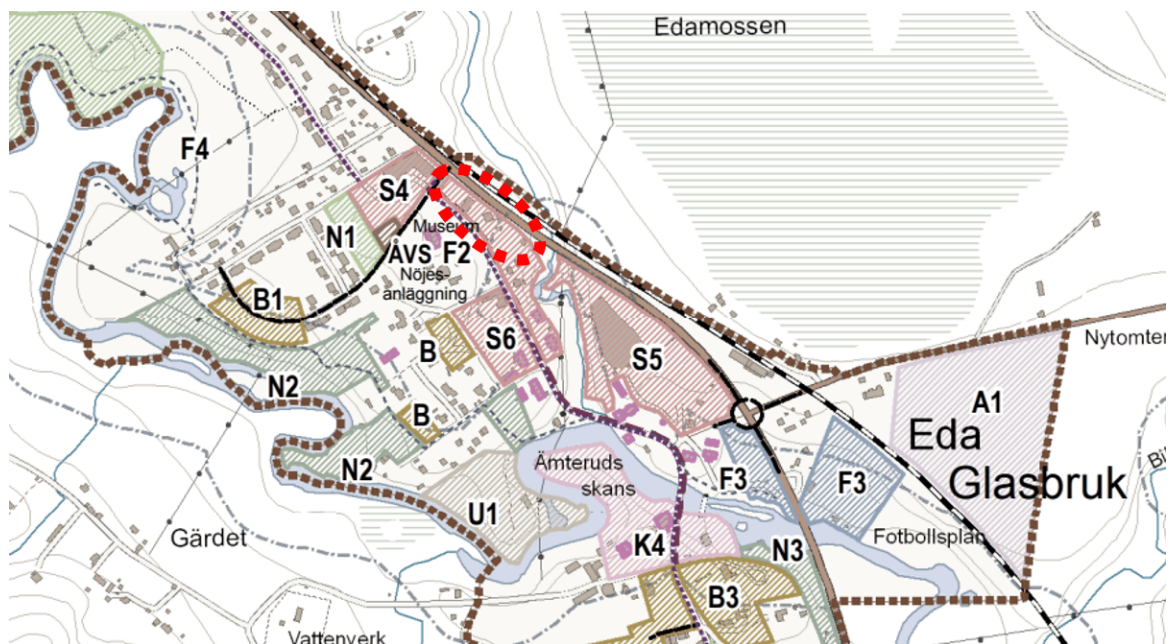 Edamossen
F4
S4
N1
Museum
ÅVS F2
Nöjes-
anläggning
B1
S6
B
S5
Nytomter
A1
N2
B
Eda
Glasbruk
N2
Ämteruds
skans
F3
F3
U1
Gärdet
Fotbollsplan
K4
N3
B3
Vattenverk